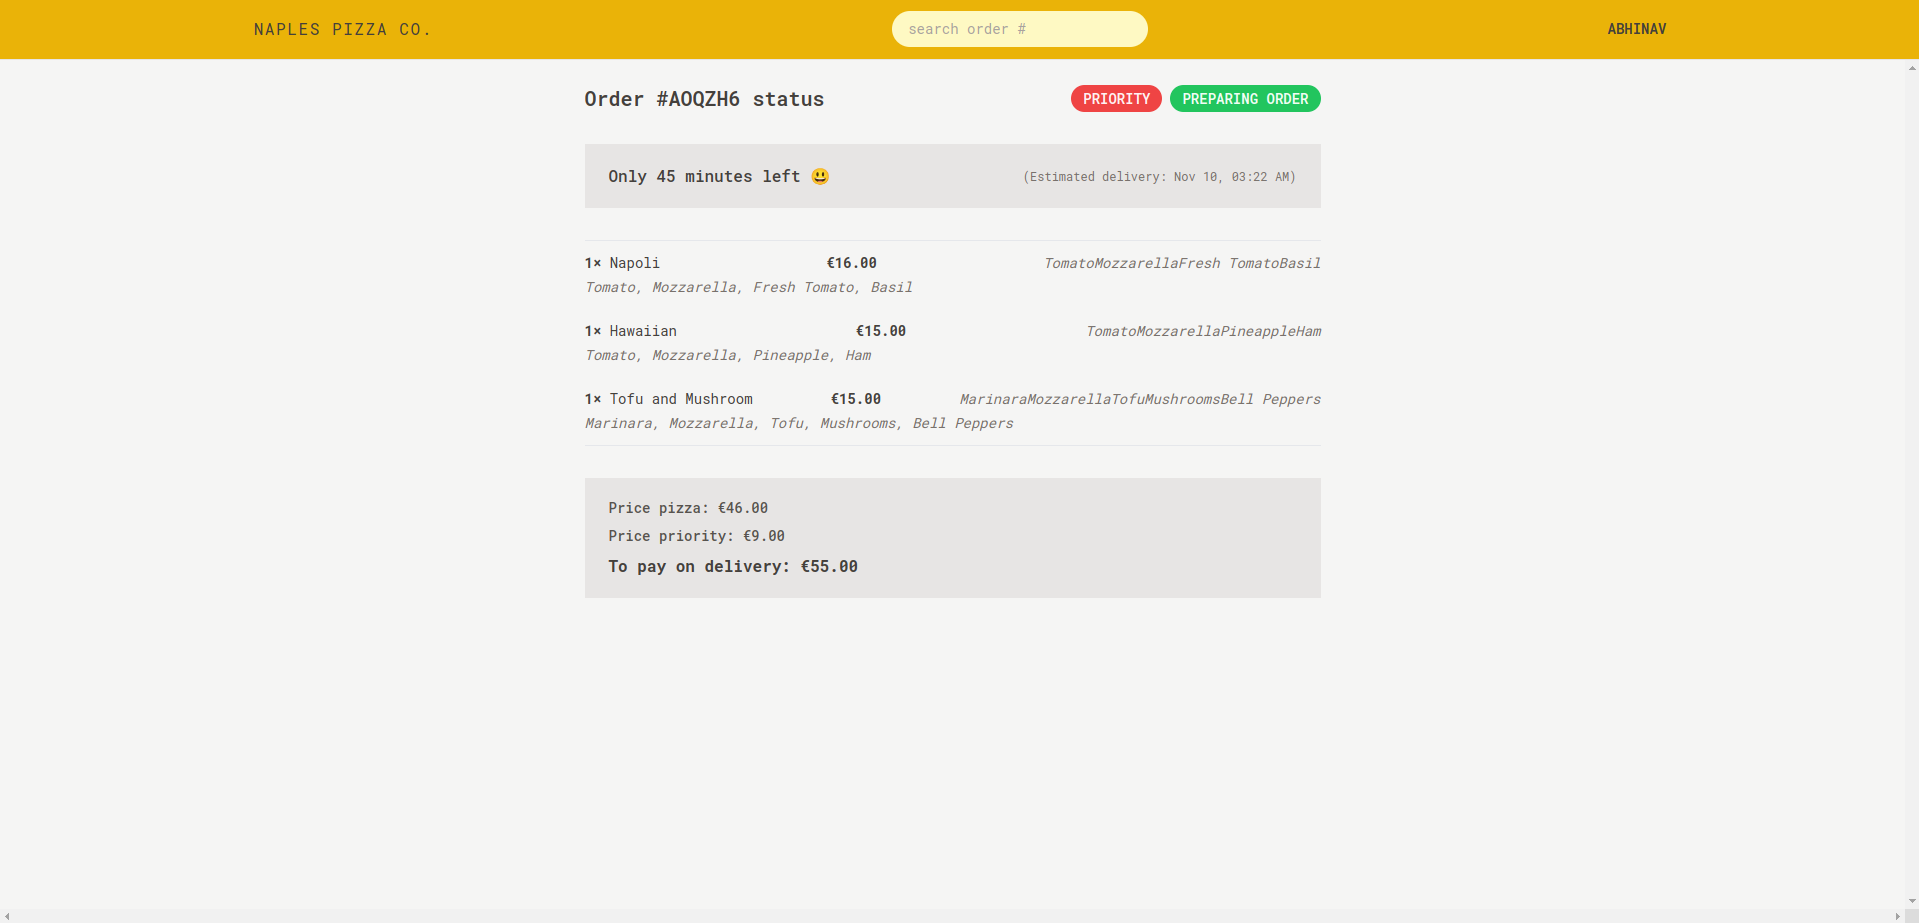 NAPLES PIZZA CO. search order # ABHINAV
Order #AOQZH6 status PRIORITY PREPARING ORDER
Only 45 minutes left 😃 (Estimated delivery: Nov 10, 03:22 AM)
1× Napoli €16.00 TomatoMozzarellaFresh TomatoBasil
Tomato, Mozzarella, Fresh Tomato, Basil
1× Hawaiian €15.00 TomatoMozzarellaPineappleHam
Tomato, Mozzarella, Pineapple, Ham
1× Tofu and Mushroom €15.00 MarinaraMozzarellaTofuMushroomsBell Peppers
Marinara, Mozzarella, Tofu, Mushrooms, Bell Peppers
Price pizza: €46.00
Price priority: €9.00
To pay on delivery: €55.00